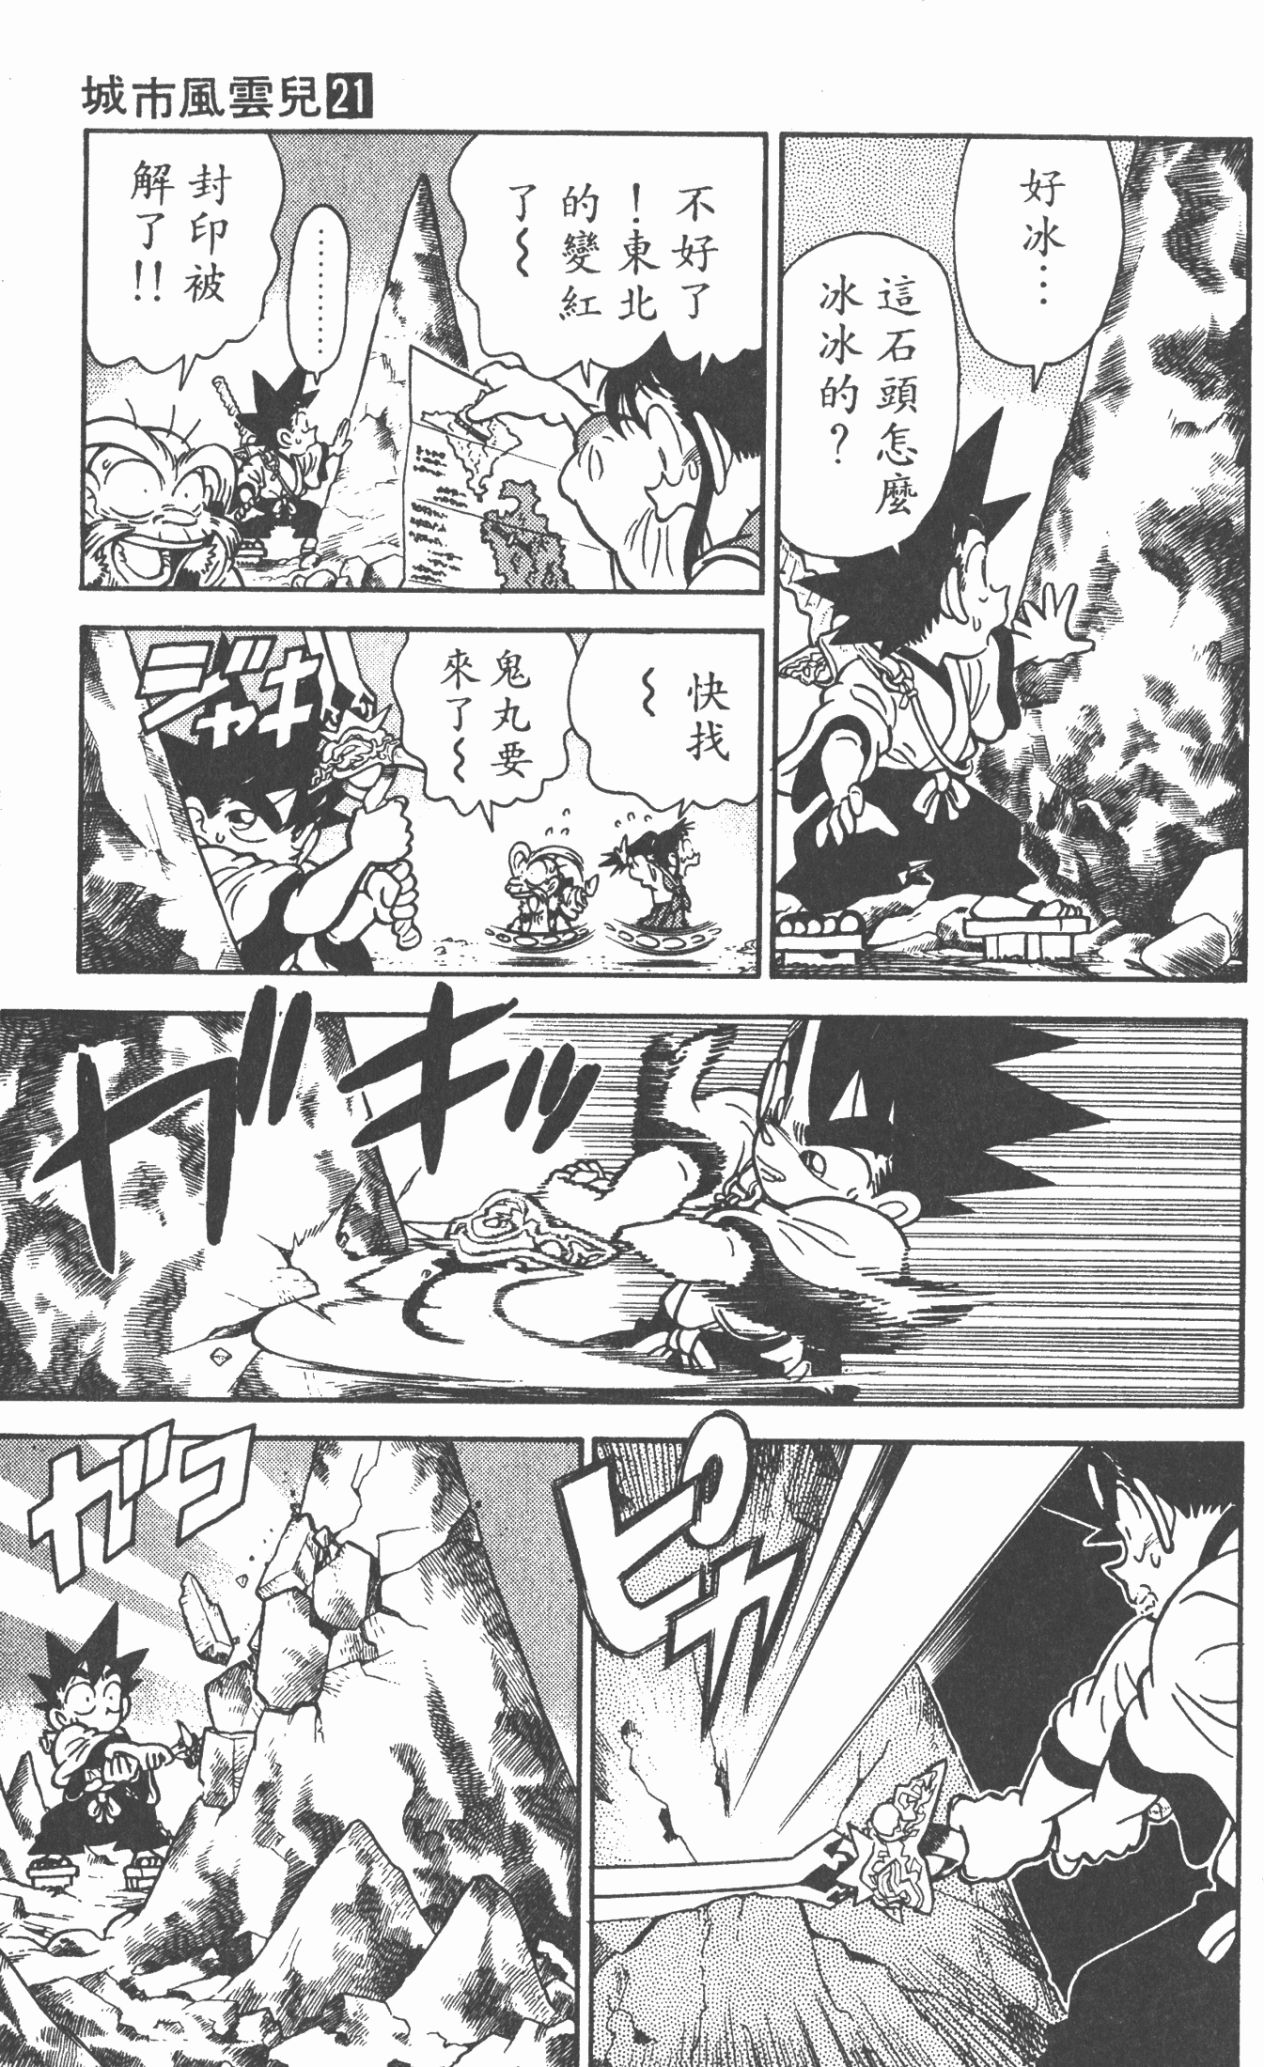 城市風雲兒21
好冰…
這石頭怎麼
冰冰的?
不好了
！東北
的變紅
了~
………
封印被
解了!!
快找
~
鬼丸要
來了~
ジャキ
ガキッ
ピカ
ガコ